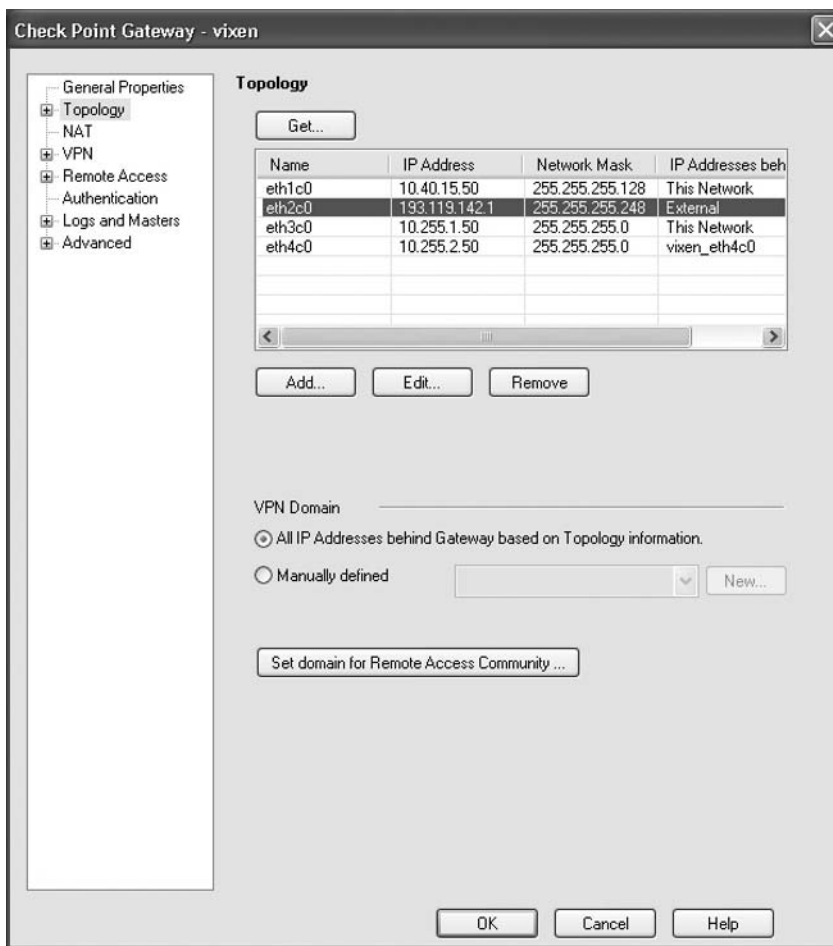 Check Point Gateway - vixen
General Properties
Topology
NAT
VPN
Remote Access
Authentication
Logs and Masters
Advanced
Topology
Get...
Name IP Address Network Mask IP Addresses beh
eth1c0 10.40.15.50 255.255.255.128 This Network
eth2c0 193.119.142.1 255.255.255.248 External
eth3c0 10.255.1.50 255.255.255.0 This Network
eth4c0 10.255.2.50 255.255.255.0 vixen_eth4c0
Add... Edit... Remove
VPN Domain
All IP Addresses behind Gateway based on Topology information.
Manually defined New...
Set domain for Remote Access Community ...
OK Cancel Help